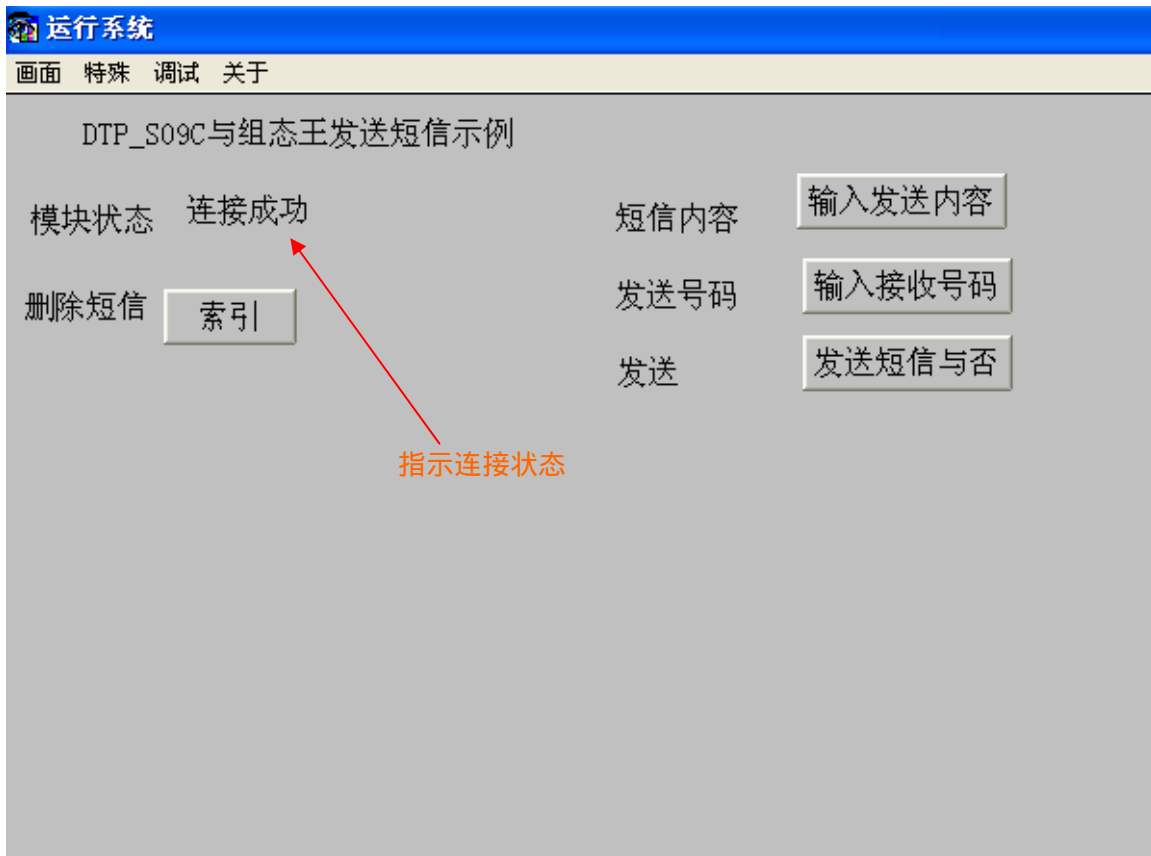 运行系统
画面 特殊 调试 关于
DTP_S09C与组态王发送短信示例
模块状态 连接成功
短信内容 输入发送内容
删除短信 索引
发送号码 输入接收号码
发送 发送短信与否
指示连接状态